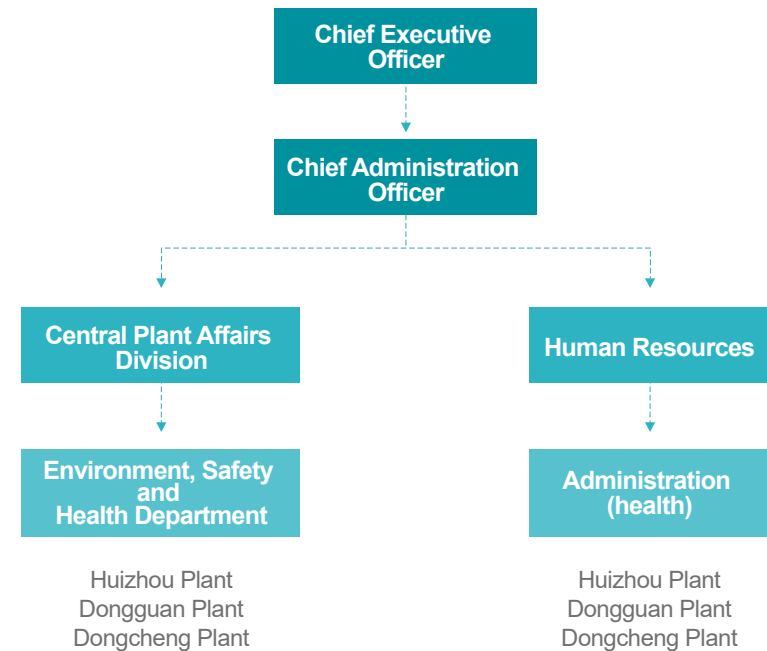 Chief Executive
Officer
Chief Administration
Officer
Central Plant Affairs
Division
Human Resources
Environment, Safety
and
Health Department
Administration
(health)
Huizhou Plant
Dongguan Plant
Dongcheng Plant
Huizhou Plant
Dongguan Plant
Dongcheng Plant